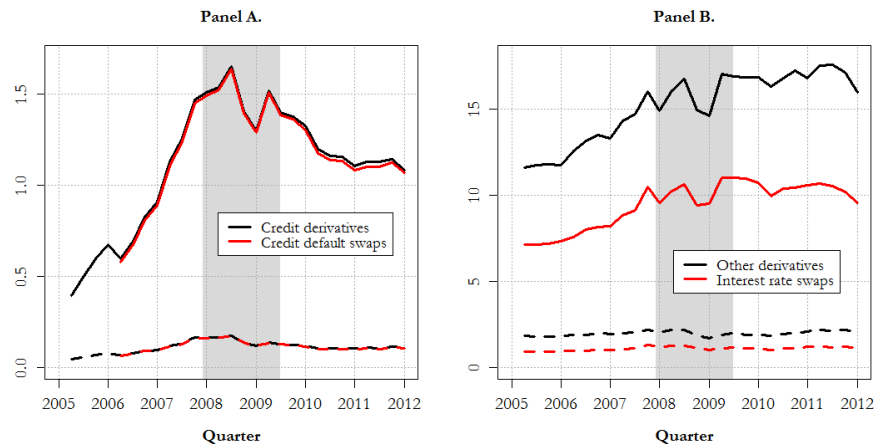 Panel A.
1.5
1.0
0.5
0.0
Credit derivatives
Credit default swaps
2005 2006 2007 2008 2009 2010 2011 2012
Quarter
Panel B.
15
10
5
0
Other derivatives
Interest rate swaps
2005 2006 2007 2008 2009 2010 2011 2012
Quarter